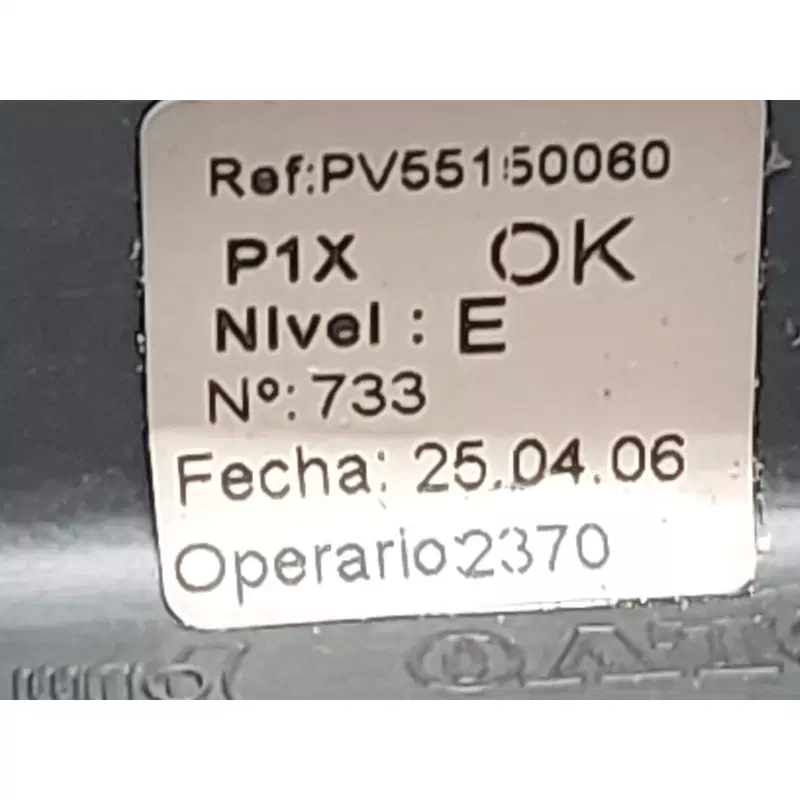 Ref:PV55150060
P1X OK
NIvel : E
Nº: 733
Fecha: 25.04.06
Operario:2370